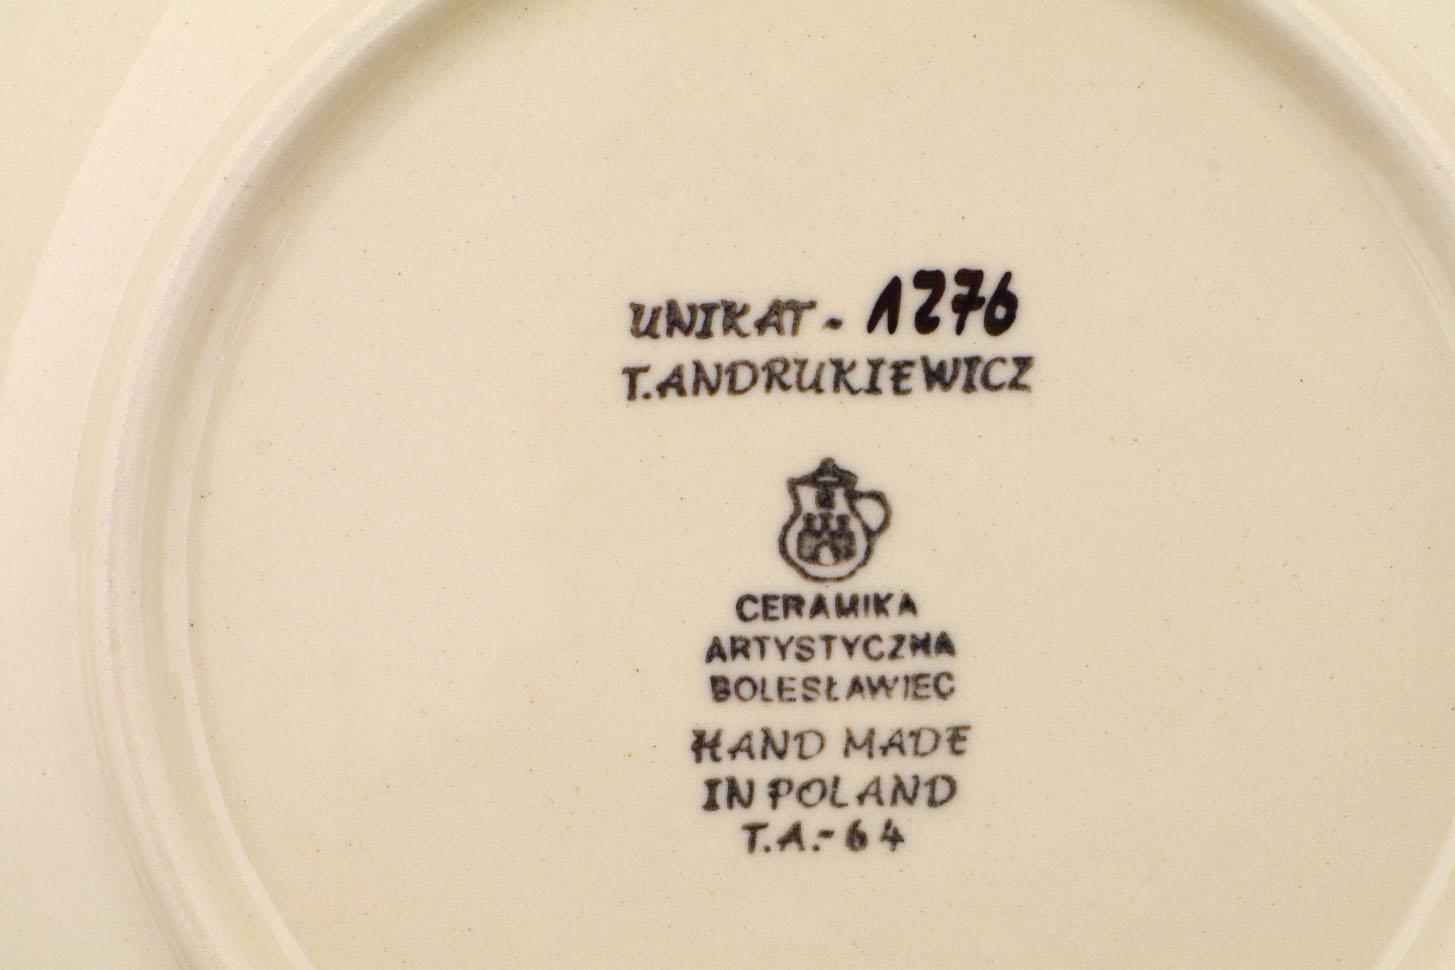 UNIKAT - 1276
T. ANDRUKIEWICZ
CERAMIKA
ARTYSTYCZNA
BOLESŁAWIEC
HAND MADE
IN POLAND
T.A.-64